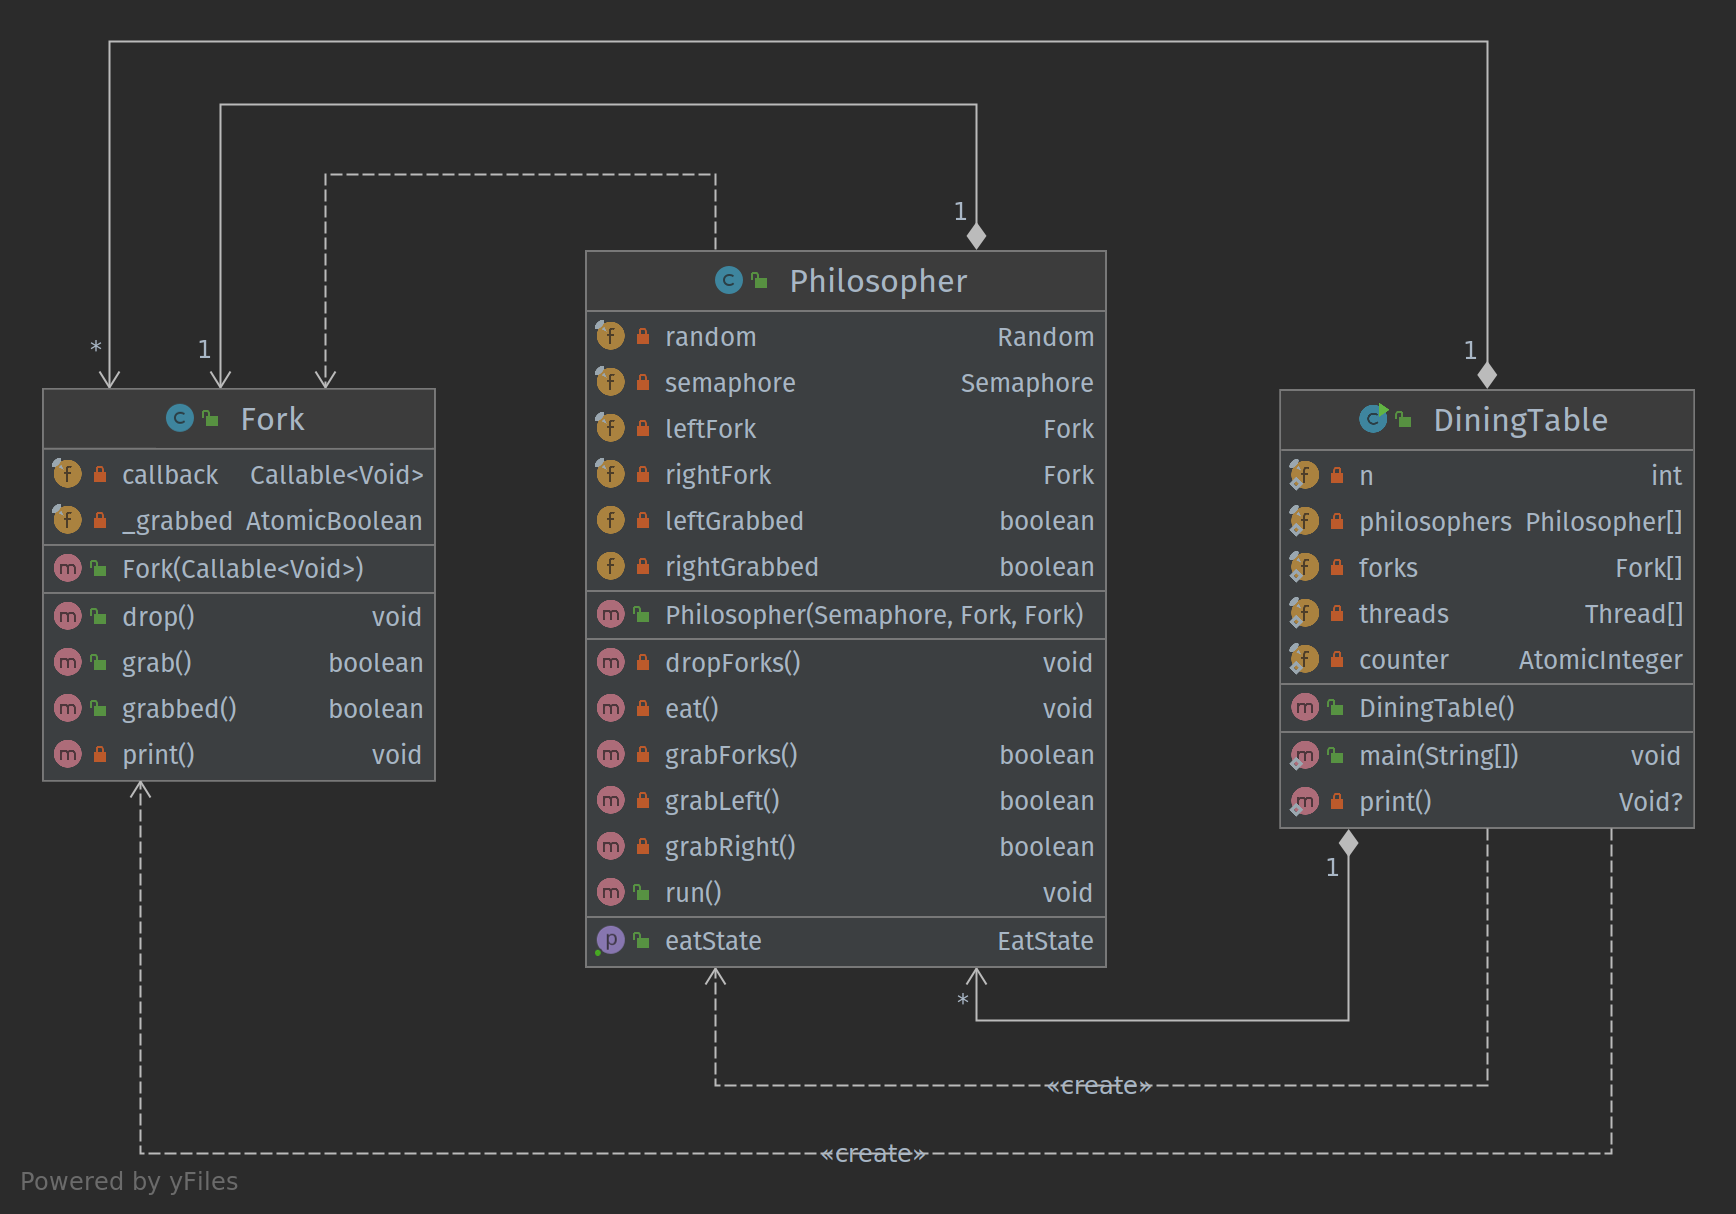 1
* 1 1
Fork
callback Callable<Void>
_grabbed AtomicBoolean
Fork(Callable<Void>)
drop() void
grab() boolean
grabbed() boolean
print() void
Philosopher
random Random
semaphore Semaphore
leftFork Fork
rightFork Fork
leftGrabbed boolean
rightGrabbed boolean
Philosopher(Semaphore, Fork, Fork)
dropForks() void
eat() void
grabForks() boolean
grabLeft() boolean
grabRight() boolean
run() void
eatState EatState
DiningTable
n int
philosophers Philosopher[]
forks Fork[]
threads Thread[]
counter AtomicInteger
DiningTable()
main(String[]) void
print() Void?
1
*
«create»
«create»
Powered by yFiles